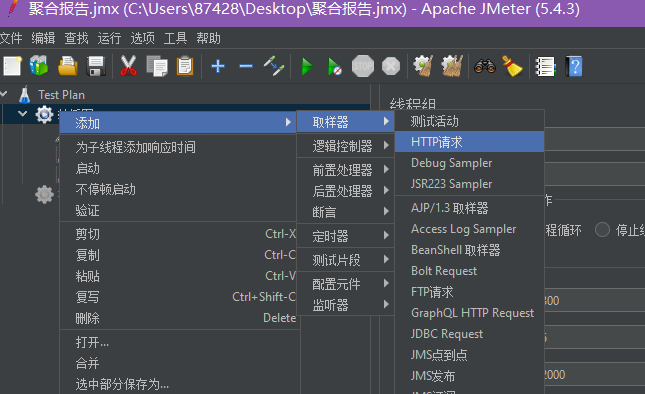 聚合报告.jmx (C:\Users\87428\Desktop\聚合报告.jmx) - Apache JMeter (5.4.3)
文件 编辑 查找 运行 选项 工具 帮助
Test Plan
线程组
添加
为子线程添加响应时间
启动
不停顿启动
验证
剪切 Ctrl-X
复制 Ctrl-C
粘贴 Ctrl-V
复写 Ctrl+Shift-C
删除 Delete
打开...
合并
选中部分保存为...
取样器
逻辑控制器
前置处理器
后置处理器
断言
定时器
测试片段
配置元件
监听器
测试活动
HTTP请求
Debug Sampler
JSR223 Sampler
AJP/1.3 取样器
Access Log Sampler
BeanShell 取样器
Bolt Request
FTP请求
GraphQL HTTP Request
JDBC Request
JMS点到点
JMS发布
作
程循环
停止线
300
2000